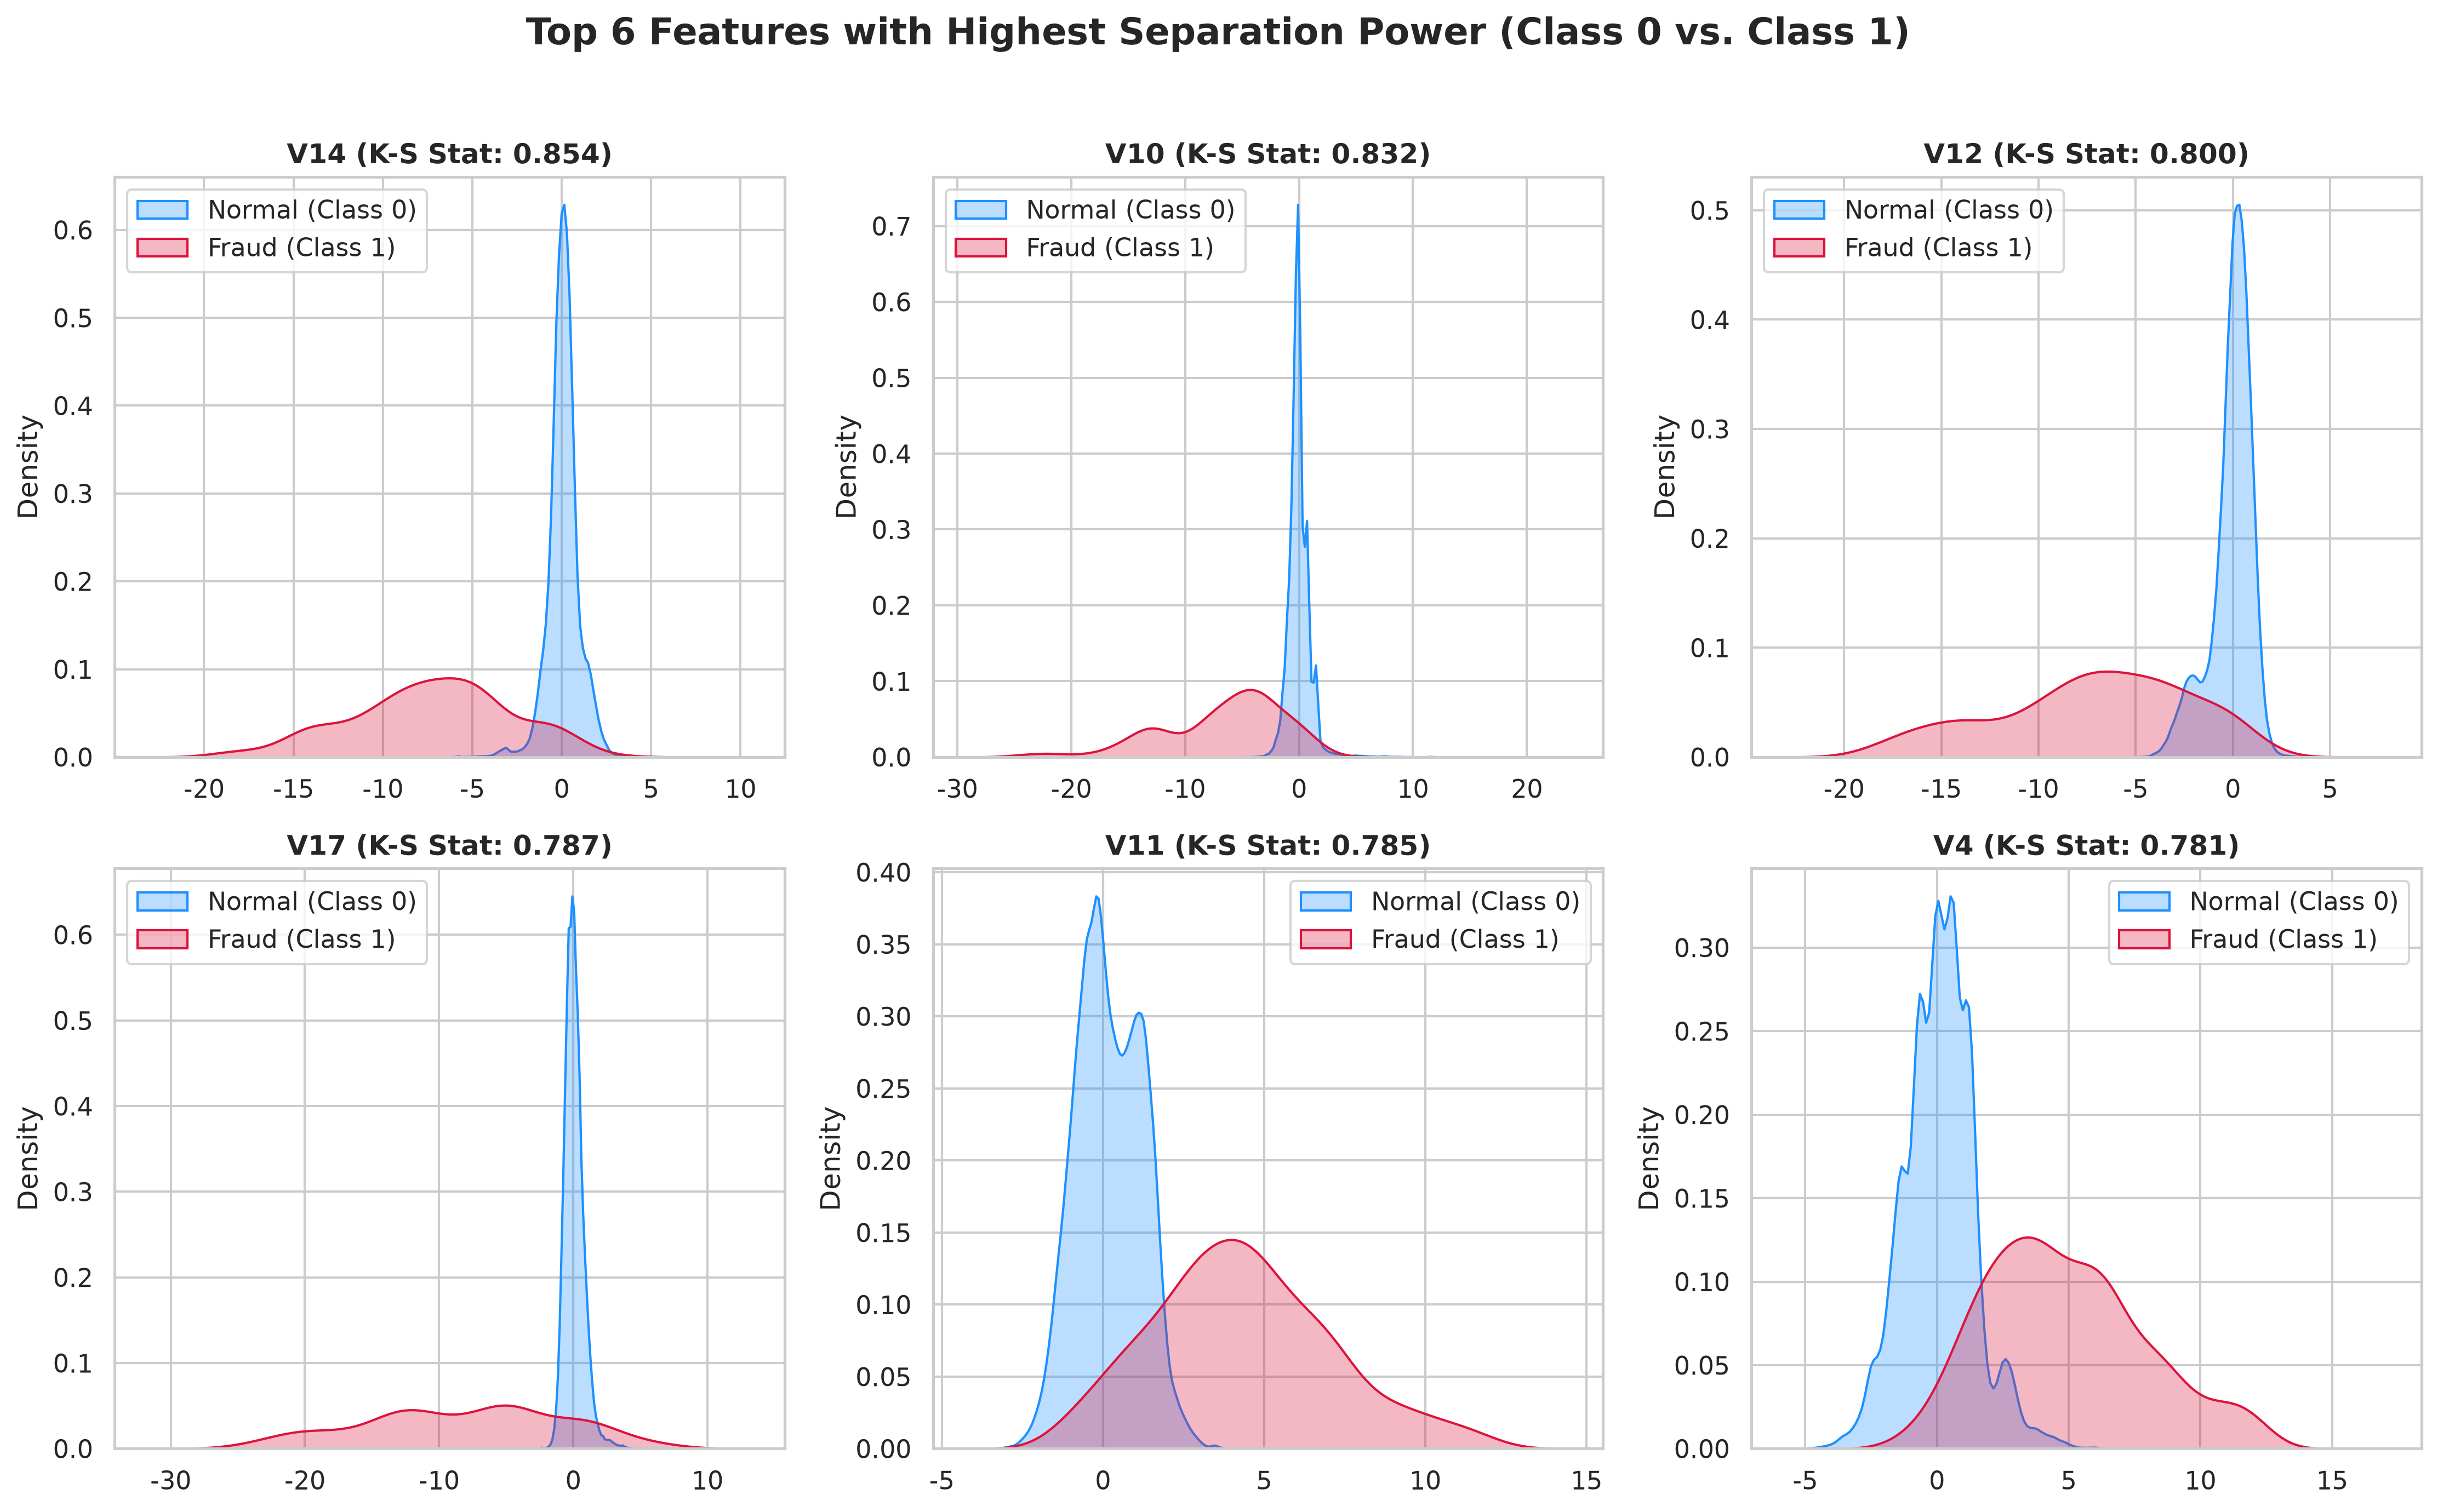 Top 6 Features with Highest Separation Power (Class 0 vs. Class 1)
V14 (K-S Stat: 0.854)
Normal (Class 0)
Fraud (Class 1)
Density
0.6
0.5
0.4
0.3
0.2
0.1
0.0
-20 -15 -10 -5 0 5 10
V10 (K-S Stat: 0.832)
Normal (Class 0)
Fraud (Class 1)
Density
0.7
0.6
0.5
0.4
0.3
0.2
0.1
0.0
-30 -20 -10 0 10 20
V12 (K-S Stat: 0.800)
Normal (Class 0)
Fraud (Class 1)
Density
0.5
0.4
0.3
0.2
0.1
0.0
-20 -15 -10 -5 0 5
V17 (K-S Stat: 0.787)
Normal (Class 0)
Fraud (Class 1)
Density
0.6
0.5
0.4
0.3
0.2
0.1
0.0
-30 -20 -10 0 10
V11 (K-S Stat: 0.785)
Normal (Class 0)
Fraud (Class 1)
Density
0.40
0.35
0.30
0.25
0.20
0.15
0.10
0.05
0.00
-5 0 5 10 15
V4 (K-S Stat: 0.781)
Normal (Class 0)
Fraud (Class 1)
Density
0.30
0.25
0.20
0.15
0.10
0.05
0.00
-5 0 5 10 15